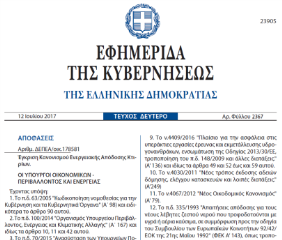 23905
ΕΦΗΜΕΡΙΔΑ
ΤΗΣ ΚΥΒΕΡΝΗΣΕΩΣ
ΤΗΣ ΕΛΛΗΝΙΚΗΣ ΔΗΜΟΚΡΑΤΙΑΣ
12 Ιουλίου 2017
ΤΕΥΧΟΣ ΔΕΥΤΕΡΟ
Αρ. Φύλλου 2367
ΑΠΟΦΑΣΕΙΣ
Αριθμ. ΔΕΠΕΑ/οικ.178581
Έγκριση Κανονισμού Ενεργειακής Απόδοσης Κτι-
ρίων.
ΟΙ ΥΠΟΥΡΓΟΙ ΟΙΚΟΝΟΜΙΚΩΝ -
ΠΕΡΙΒΑΛΛΟΝΤΟΣ ΚΑΙ ΕΝΕΡΓΕΙΑΣ
Έχοντας υπόψη:
1. Το π.δ. 63/2005 "Κωδικοποίηση νομοθεσίας για την
Κυβέρνηση και τα Κυβερνητικά Όργανα" (Α' 98) και ειδι-
κότερα το άρθρο 90 αυτού.
2. Το π.δ. 100/2014 "Οργανισμός Υπουργείου Περιβάλ-
λοντος, Ενέργειας και Κλιματικής Αλλαγής" (Α' 167) και
ιδίως τα άρθρα 10, 11 και 12 αυτού.
3. Το π.δ. 70/2015 "Ανασύσταση των Υπουργείων Πο-
9. Το ν.4409/2016 "Πλαίσιο για την ασφάλεια στις
υπεράκτιες εργασίες έρευνας και εκμετάλλευσης υδρο-
γονανθράκων, ενσωμάτωση της Οδηγίας 2013/30/ΕΕ,
τροποποίηση του π.δ. 148/2009 και άλλες διατάξεις"
(Α'136) και ιδίως τα άρθρα 49 και 52 έως 59 αυτού.
10. Το ν.4030/2011 "Νέος τρόπος έκδοσης αδειών
δόμησης, ελέγχου κατασκευών και λοιπές διατάξεις"
(Α'249)
11. Το ν.4067/2012 "Νέος Οικοδομικός Κανονισμός"
(Α' 79).
12. Το π.δ. 335/1993 "Απαιτήσεις απόδοσης για τους
νέους λέβητες ζεστού νερού που τροφοδοτούνται με
υγρά ή αέρια καύσιμα, σε συμμόρφωση προς την οδηγία
του Συμβουλίου των Ευρωπαϊκών Κοινοτήτων 92/42/
ΕΟΚ της 21ης Μαΐου 1992" (ΦΕΚ Α'143), όπως τροπο-